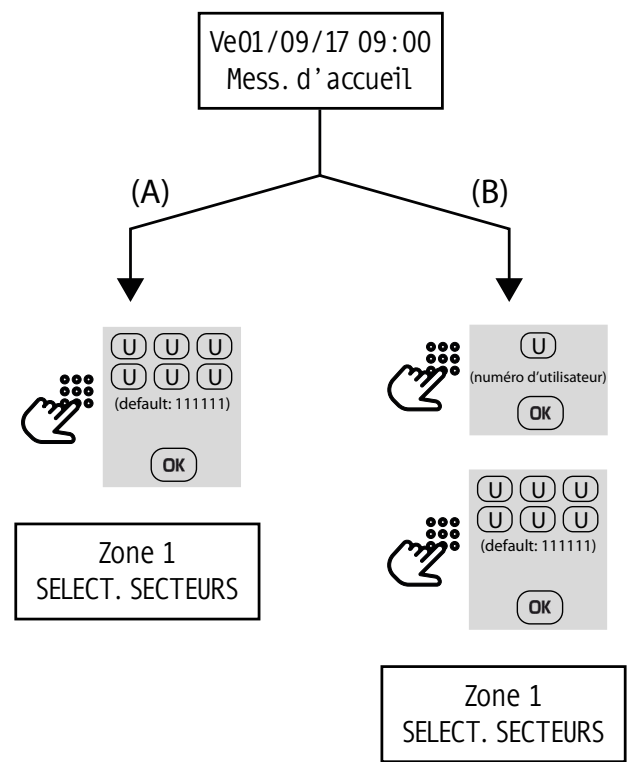 Ve01/09/17 09:00
Mess. d'accueil
(A)
(B)
U U U
U U U
(default: 111111)
OK
Zone 1
SELECT. SECTEURS
U
(numéro d'utilisateur)
OK
U U U
U U U
(default: 111111)
OK
Zone 1
SELECT. SECTEURS